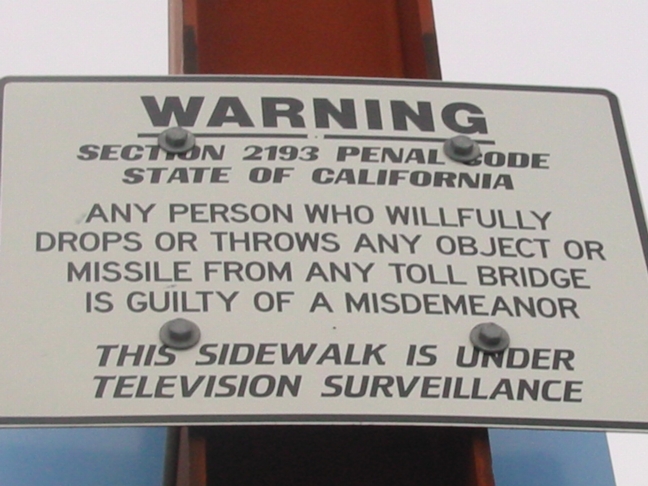 WARNING
SECTION 2193 PENAL CODE
STATE OF CALIFORNIA
ANY PERSON WHO WILLFULLY
DROPS OR THROWS ANY OBJECT OR
MISSILE FROM ANY TOLL BRIDGE
IS GUILTY OF A MISDEMEANOR
THIS SIDEWALK IS UNDER
TELEVISION SURVEILLANCE